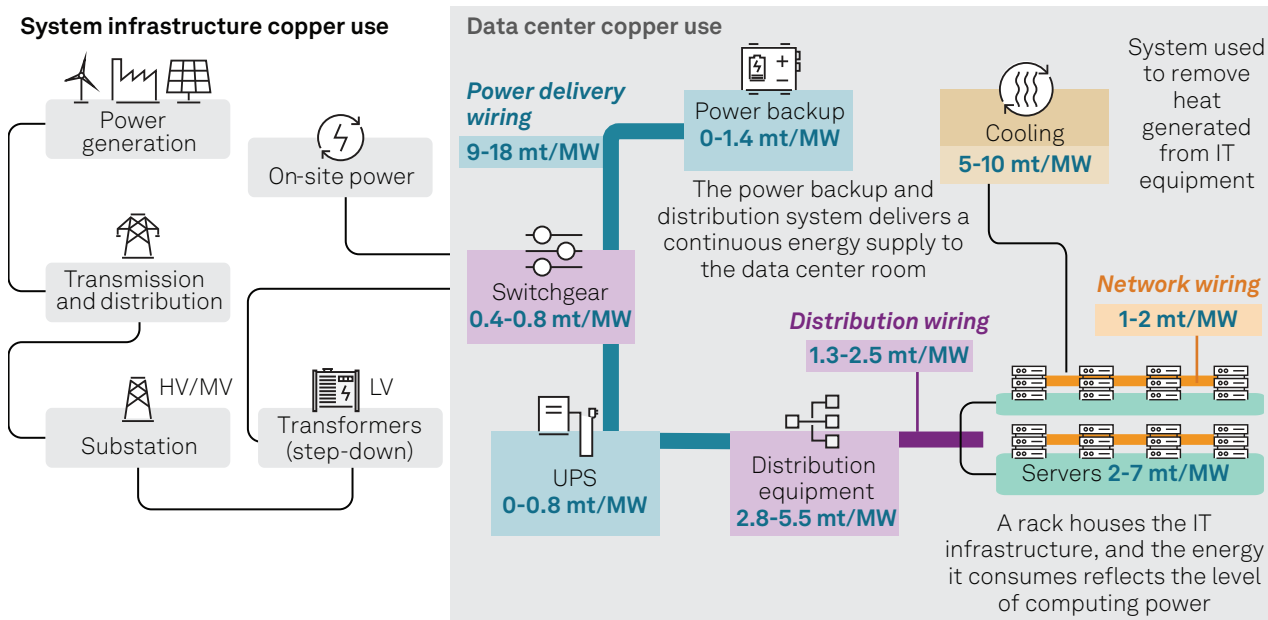 System infrastructure copper use
Power
generation
On-site power
Transmission
and distribution
HV/MV
Substation
LV
Transformers
(step-down)
Data center copper use
Power delivery
wiring
9-18 mt/MW
Power backup
0-1.4 mt/MW
The power backup and
distribution system delivers a
continuous energy supply to
the data center room
Cooling
5-10 mt/MW
System used
to remove
heat
generated
from IT
equipment
Switchgear
0.4-0.8 mt/MW
Distribution wiring
1.3-2.5 mt/MW
Network wiring
1-2 mt/MW
UPS
0-0.8 mt/MW
Distribution
equipment
2.8-5.5 mt/MW
Servers 2-7 mt/MW
A rack houses the IT
infrastructure, and the energy
it consumes reflects the level
of computing power